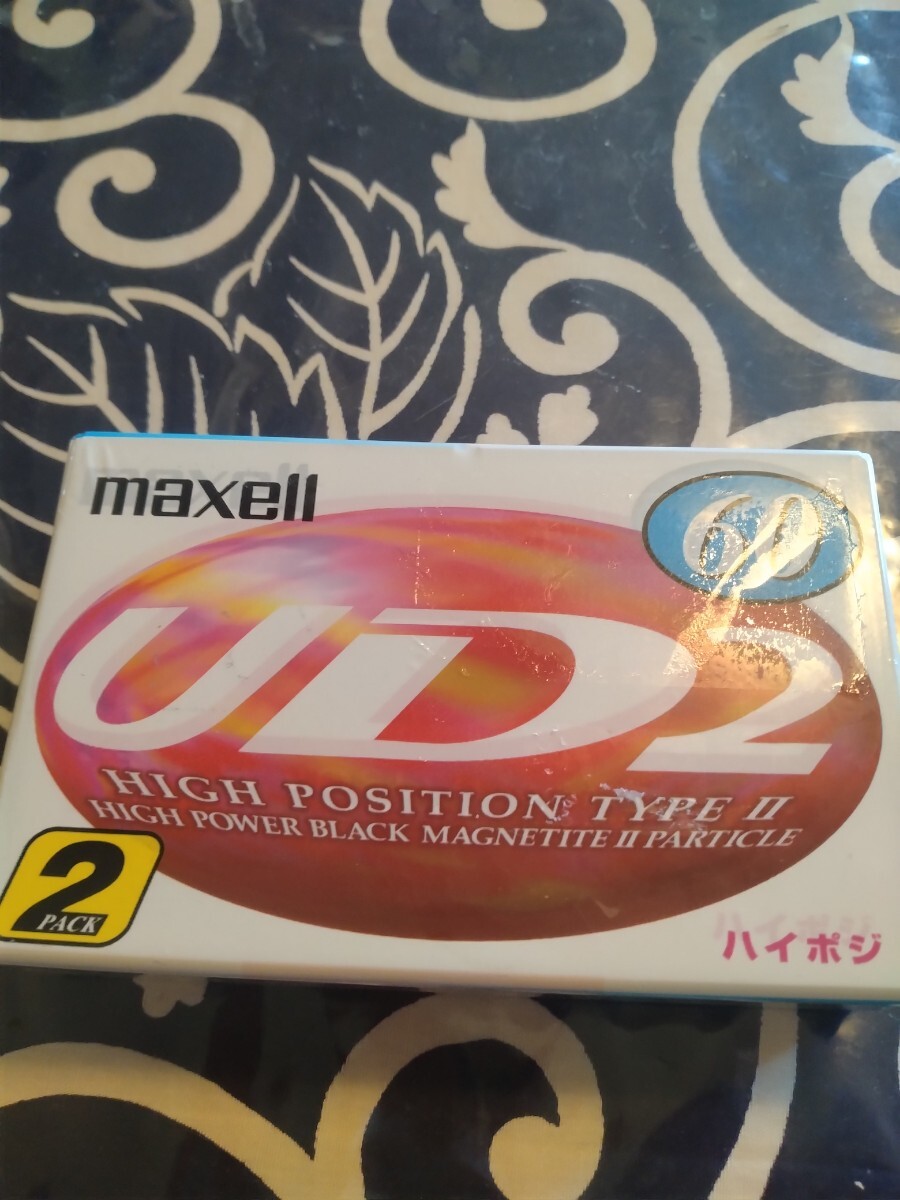 maxell
60
UD2
HIGH POSITION TYPE II
HIGH POWER BLACK MAGNETITE II PARTICLE
2
PACK
ハイポジ